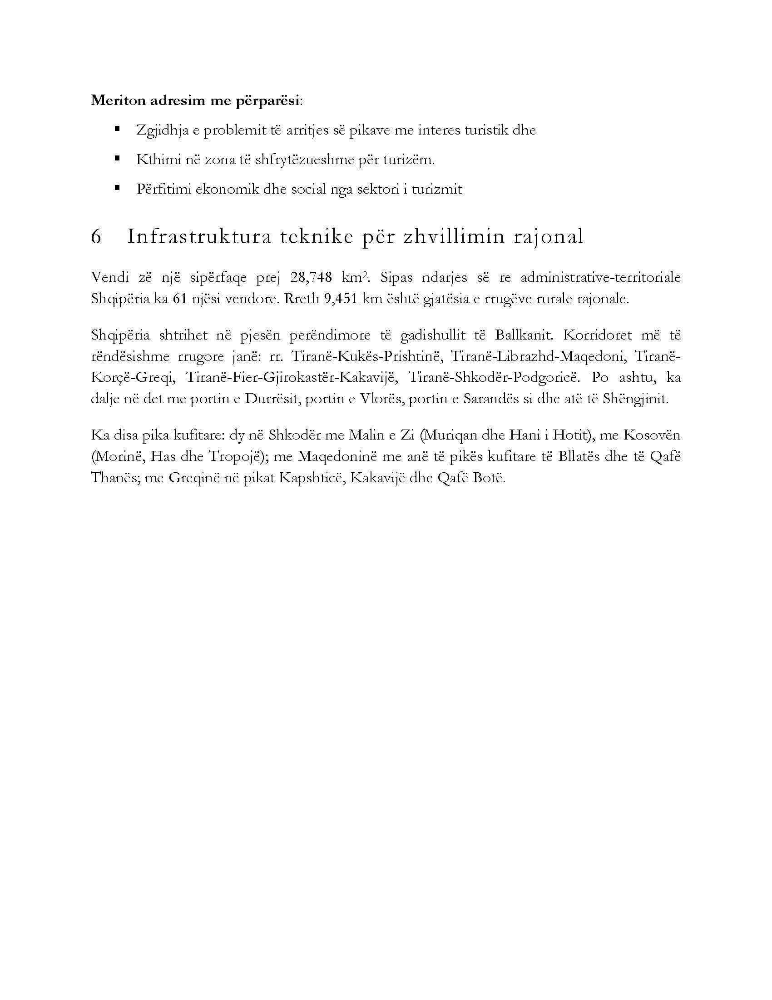 Meriton adresim me përparësi:
▪ Zgjidhja e problemit të arritjes së pikave me interes turistik dhe
▪ Kthimi në zona të shfrytëzueshme për turizëm.
▪ Përfitimi ekonomik dhe social nga sektori i turizmit
6 Infrastruktura teknike për zhvillimin rajonal
Vendi zë një sipërfaqe prej 28,748 km². Sipas ndarjes së re administrative-territoriale
Shqipëria ka 61 njësi vendore. Rreth 9,451 km është gjatësia e rrugëve rurale rajonale.
Shqipëria shtrihet në pjesën perëndimore të gadishullit të Ballkanit. Korridoret më të
rëndësishme rrugore janë: rr. Tiranë-Kukës-Prishtinë, Tiranë-Librazhd-Maqedoni, Tiranë-
Korçë-Greqi, Tiranë-Fier-Gjirokastër-Kakavijë, Tiranë-Shkodër-Podgoricë. Po ashtu, ka
dalje në det me portin e Durrësit, portin e Vlorës, portin e Sarandës si dhe atë të Shëngjinit.
Ka disa pika kufitare: dy në Shkodër me Malin e Zi (Muriqan dhe Hani i Hotit), me Kosovën
(Morinë, Has dhe Tropojë); me Maqedoninë me anë të pikës kufitare të Bllatës dhe të Qafë
Thanës; me Greqinë në pikat Kapshticë, Kakavijë dhe Qafë Botë.